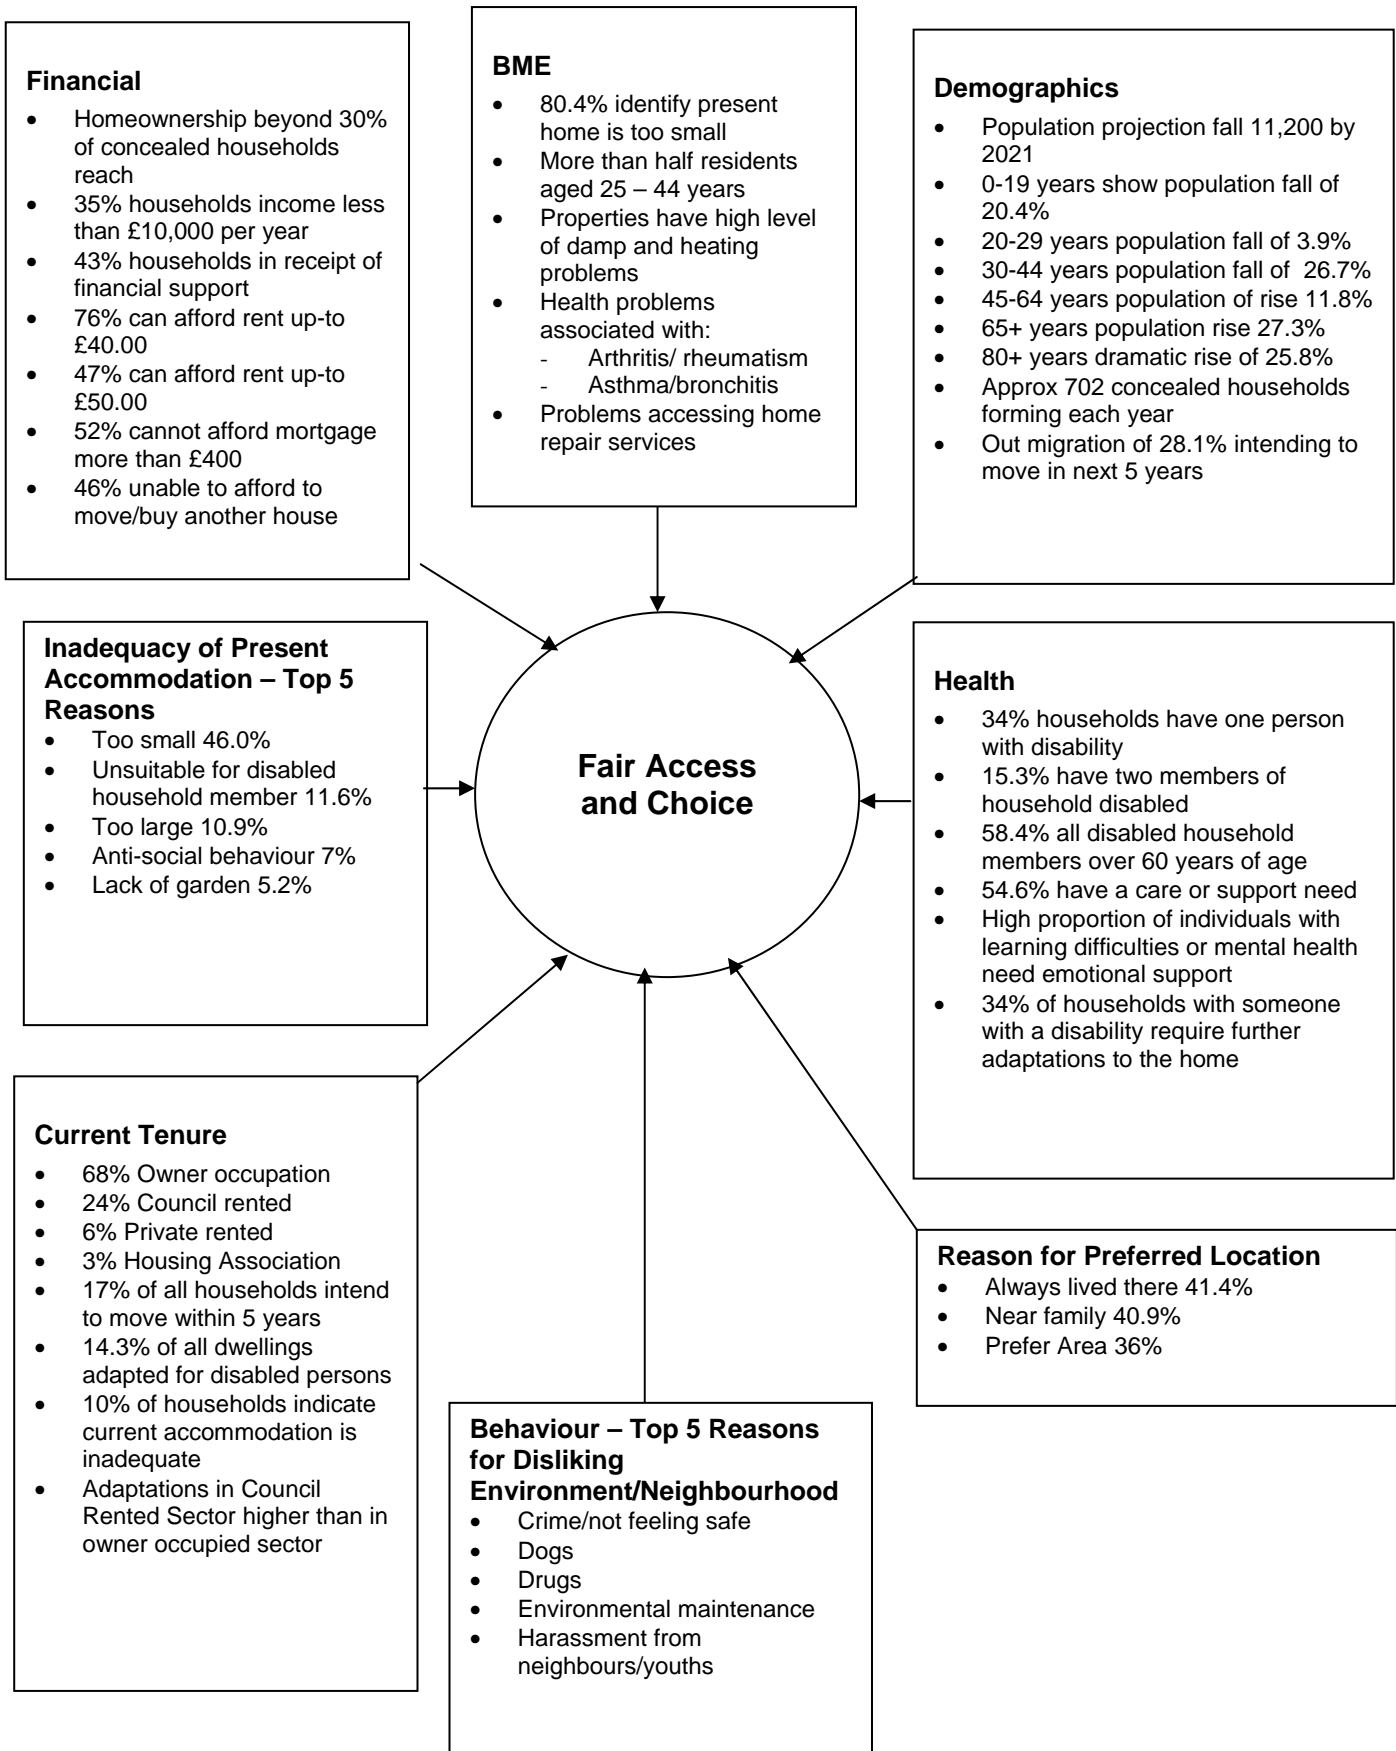 Financial
• Homeownership beyond 30%
of concealed households
reach
• 35% households income less
than £10,000 per year
• 43% households in receipt of
financial support
• 76% can afford rent up-to
£40.00
• 47% can afford rent up-to
£50.00
• 52% cannot afford mortgage
more than £400
• 46% unable to afford to
move/buy another house
BME
• 80.4% identify present
home is too small
• More than half residents
aged 25 – 44 years
• Properties have high level
of damp and heating
problems
• Health problems
associated with:
- Arthritis/ rheumatism
- Asthma/bronchitis
• Problems accessing home
repair services
Demographics
• Population projection fall 11,200 by
2021
• 0-19 years show population fall of
20.4%
• 20-29 years population fall of 3.9%
• 30-44 years population fall of 26.7%
• 45-64 years population of rise 11.8%
• 65+ years population rise 27.3%
• 80+ years dramatic rise of 25.8%
• Approx 702 concealed households
forming each year
• Out migration of 28.1% intending to
move in next 5 years
Inadequacy of Present
Accommodation – Top 5
Reasons
• Too small 46.0%
• Unsuitable for disabled
household member 11.6%
• Too large 10.9%
• Anti-social behaviour 7%
• Lack of garden 5.2%
Fair Access
and Choice
Health
• 34% households have one person
with disability
• 15.3% have two members of
household disabled
• 58.4% all disabled household
members over 60 years of age
• 54.6% have a care or support need
• High proportion of individuals with
learning difficulties or mental health
need emotional support
• 34% of households with someone
with a disability require further
adaptations to the home
Current Tenure
• 68% Owner occupation
• 24% Council rented
• 6% Private rented
• 3% Housing Association
• 17% of all households intend
to move within 5 years
• 14.3% of all dwellings
adapted for disabled persons
• 10% of households indicate
current accommodation is
inadequate
• Adaptations in Council
Rented Sector higher than in
owner occupied sector
Behaviour – Top 5 Reasons
for Disliking
Environment/Neighbourhood
• Crime/not feeling safe
• Dogs
• Drugs
• Environmental maintenance
• Harassment from
neighbours/youths
Reason for Preferred Location
• Always lived there 41.4%
• Near family 40.9%
• Prefer Area 36%